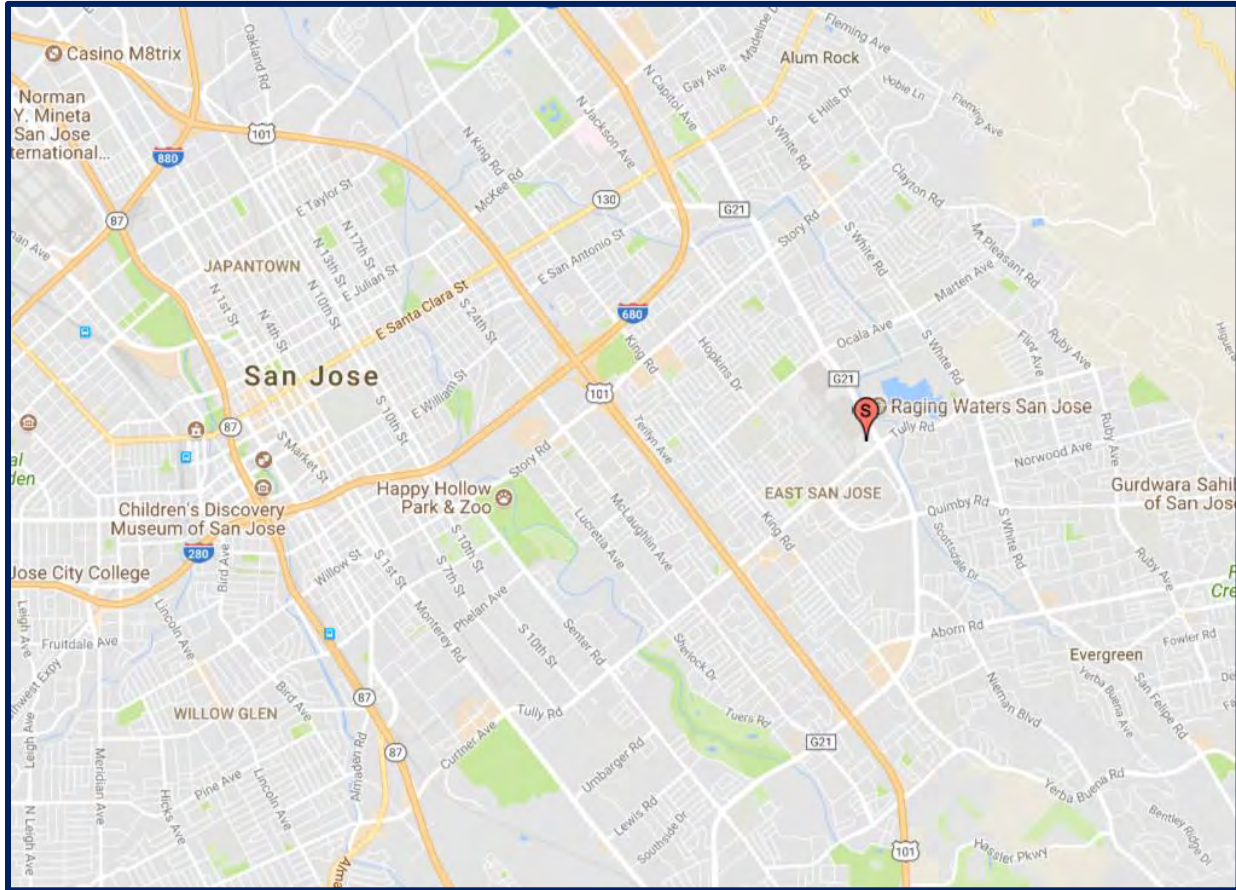 Casino M8trix
Norman
Y. Mineta
San Jose
ternational...
880
87
Oakland Rd
101
N King Rd
McKee Rd
N Jackson Ave
N Capitol Ave
Gay Ave
Madeline Dr
Fleming Ave
Alum Rock
Hobie Ln
E Hills Dr
Fleming Ave
S White Rd
Clayton Rd
130
G21
Story Rd
S White Rd
Mt Pleasant Rd
Marten Ave
E Taylor St
N 17th St
N 13th St
N 10th St
E Julian St
JAPANTOWN
N 1st St
N 4th St
E Santa Clara St
E San Antonio St
S 24th St
680
King Rd
Hopkins Dr
Ocala Ave
S White Rd
Flint Ave
Ruby Ave
G21
San Jose
E William St
S 10th St
101
Terilyn Ave
S
Raging Waters San Jose
Tully Rd
Norwood Ave
Ruby Ave
87
S Market St
Story Rd
Happy Hollow
Park & Zoo
McLaughlin Ave
Lucretia Ave
EAST SAN JOSE
King Rd
Quimby Rd
S White Rd
Scottsdale Dr
Gurdwara Sahib
of San Jose
Ruby Ave
Children's Discovery
Museum of San Jose
280
Jose City College
Bird Ave
Willow St
S 1st St
S 10th St
S 7th St
Phelan Ave
Monterey Rd
S 10th St
Senter Rd
Sherlock Dr
Aborn Rd
Fowler Rd
Evergreen
Leigh Ave
Fruitdale Ave
Lincoln Ave
Bird Ave
WILLOW GLEN
87
Almaden Rd
87
Curtner Ave
Tully Rd
Tuers Rd
Umbarger Rd
G21
Nieman Blvd
Yerba Buena Ave
San Felipe Rd
Leigh Ave
Meridian Ave
Pine Ave
Hicks Ave
Lincoln Ave
N Leigh Ave
Lewis Rd
Southside Dr
101
Yerba Buena Rd
Hassler Pkwy
Bentley Ridge Dr